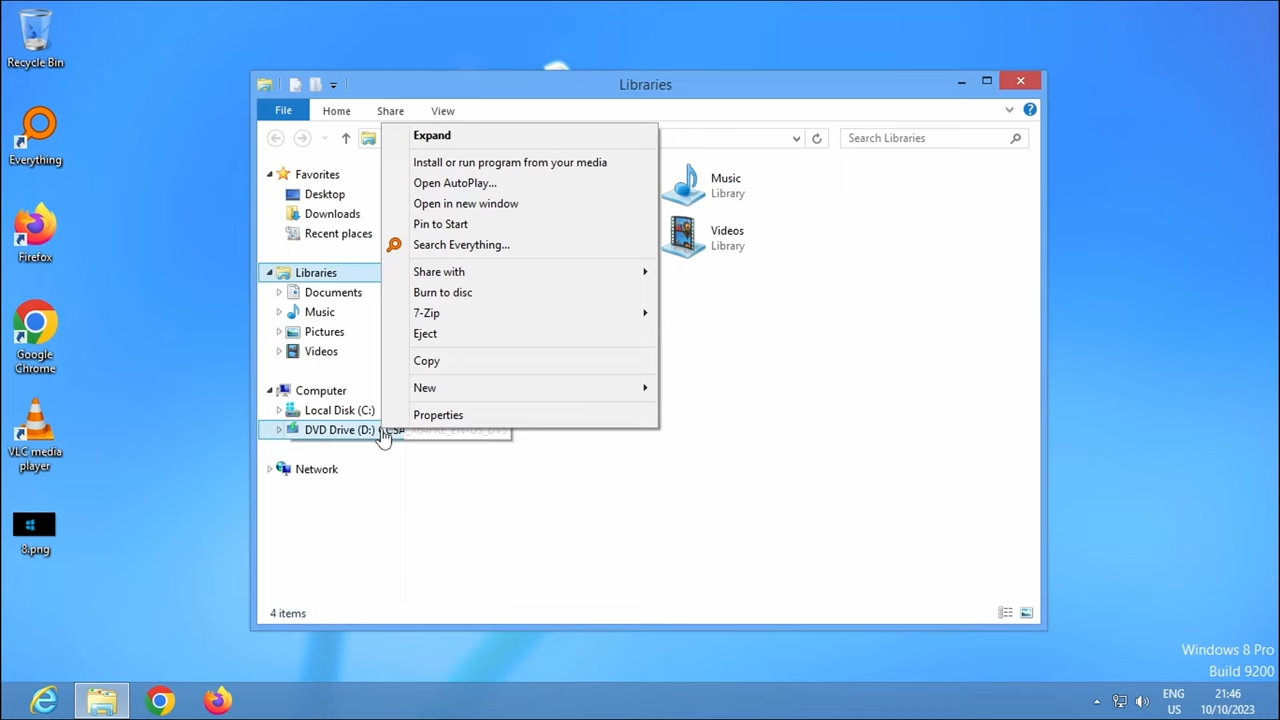 Recycle Bin
Everything
Firefox
Google
Chrome
VLC media
player
8.png
Libraries
File
Home
Share
View
Search Libraries
Favorites
Desktop
Downloads
Recent places
Libraries
Documents
Music
Pictures
Videos
Computer
Local Disk (C:)
DVD Drive (D:)
Network
Expand
Install or run program from your media
Open AutoPlay...
Open in new window
Pin to Start
Search Everything...
Share with
Burn to disc
7-Zip
Eject
Copy
New
Properties
Music
Library
Videos
Library
4 items
Windows 8 Pro
Build 9200
ENG
US
21:46
10/10/2023